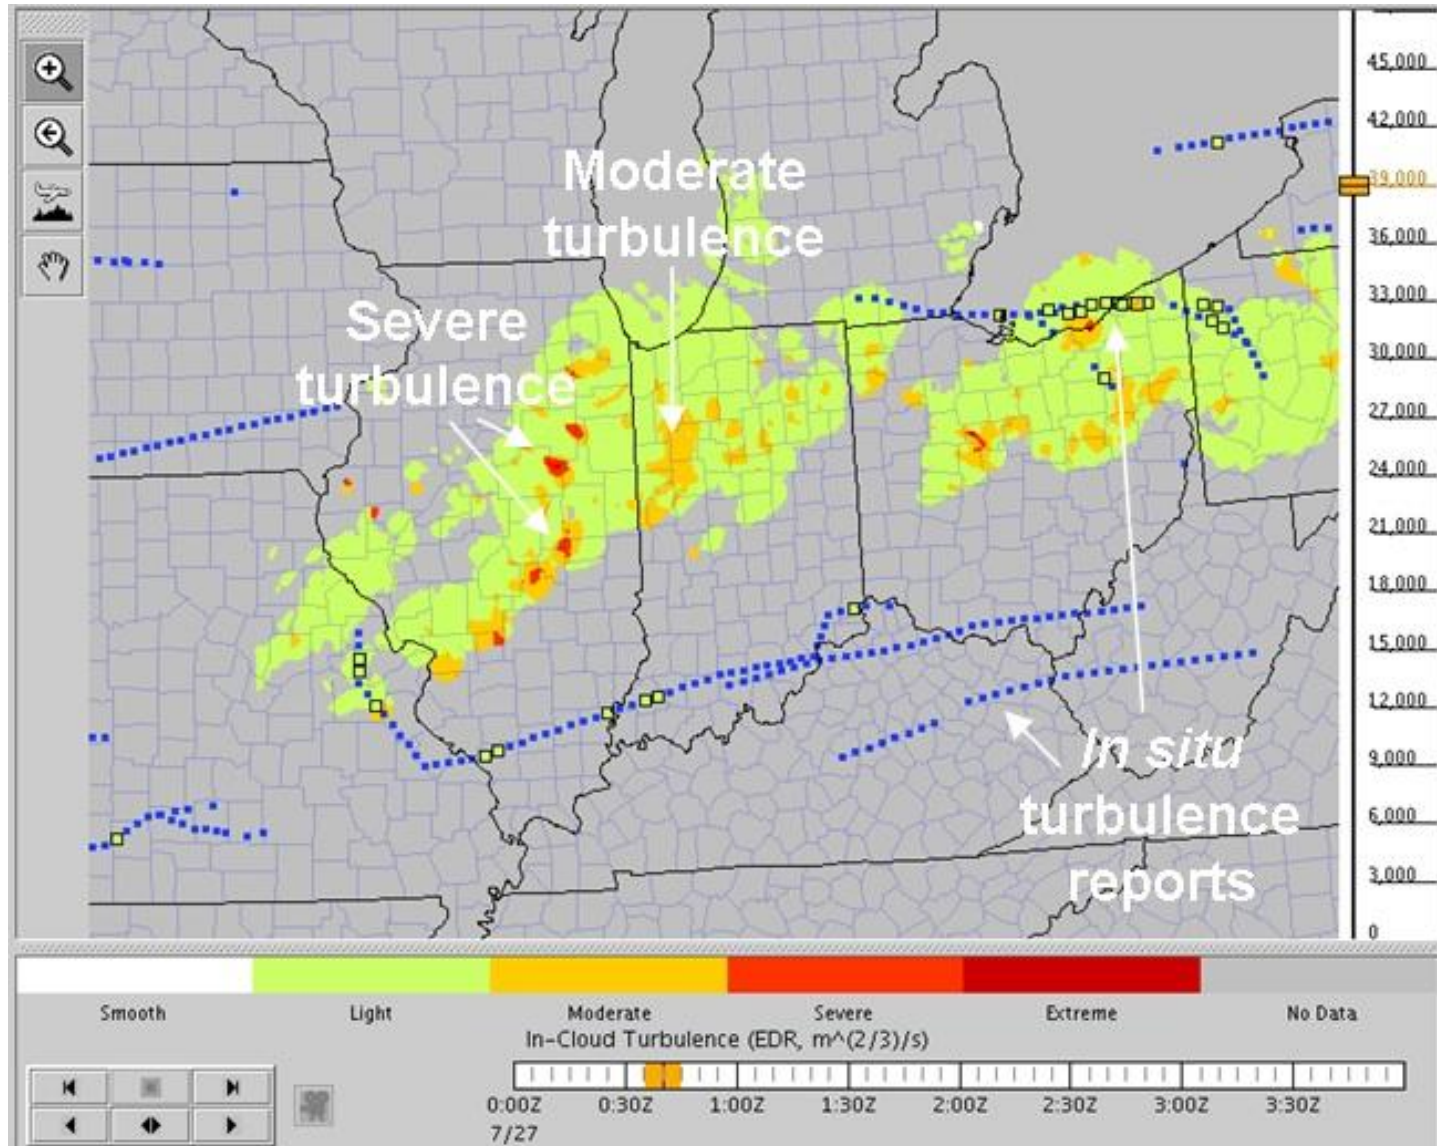 45,000
42,000
39,000
36,000
33,000
30,000
27,000
24,000
21,000
18,000
15,000
12,000
9,000
6,000
3,000
0
Moderate
turbulence
Severe
turbulence
In situ
turbulence
reports
Smooth
Light
Moderate
Severe
Extreme
No Data
In-Cloud Turbulence (EDR, m^(2/3)/s)
0:00Z
0:30Z
1:00Z
1:30Z
2:00Z
2:30Z
3:00Z
3:30Z
7/27